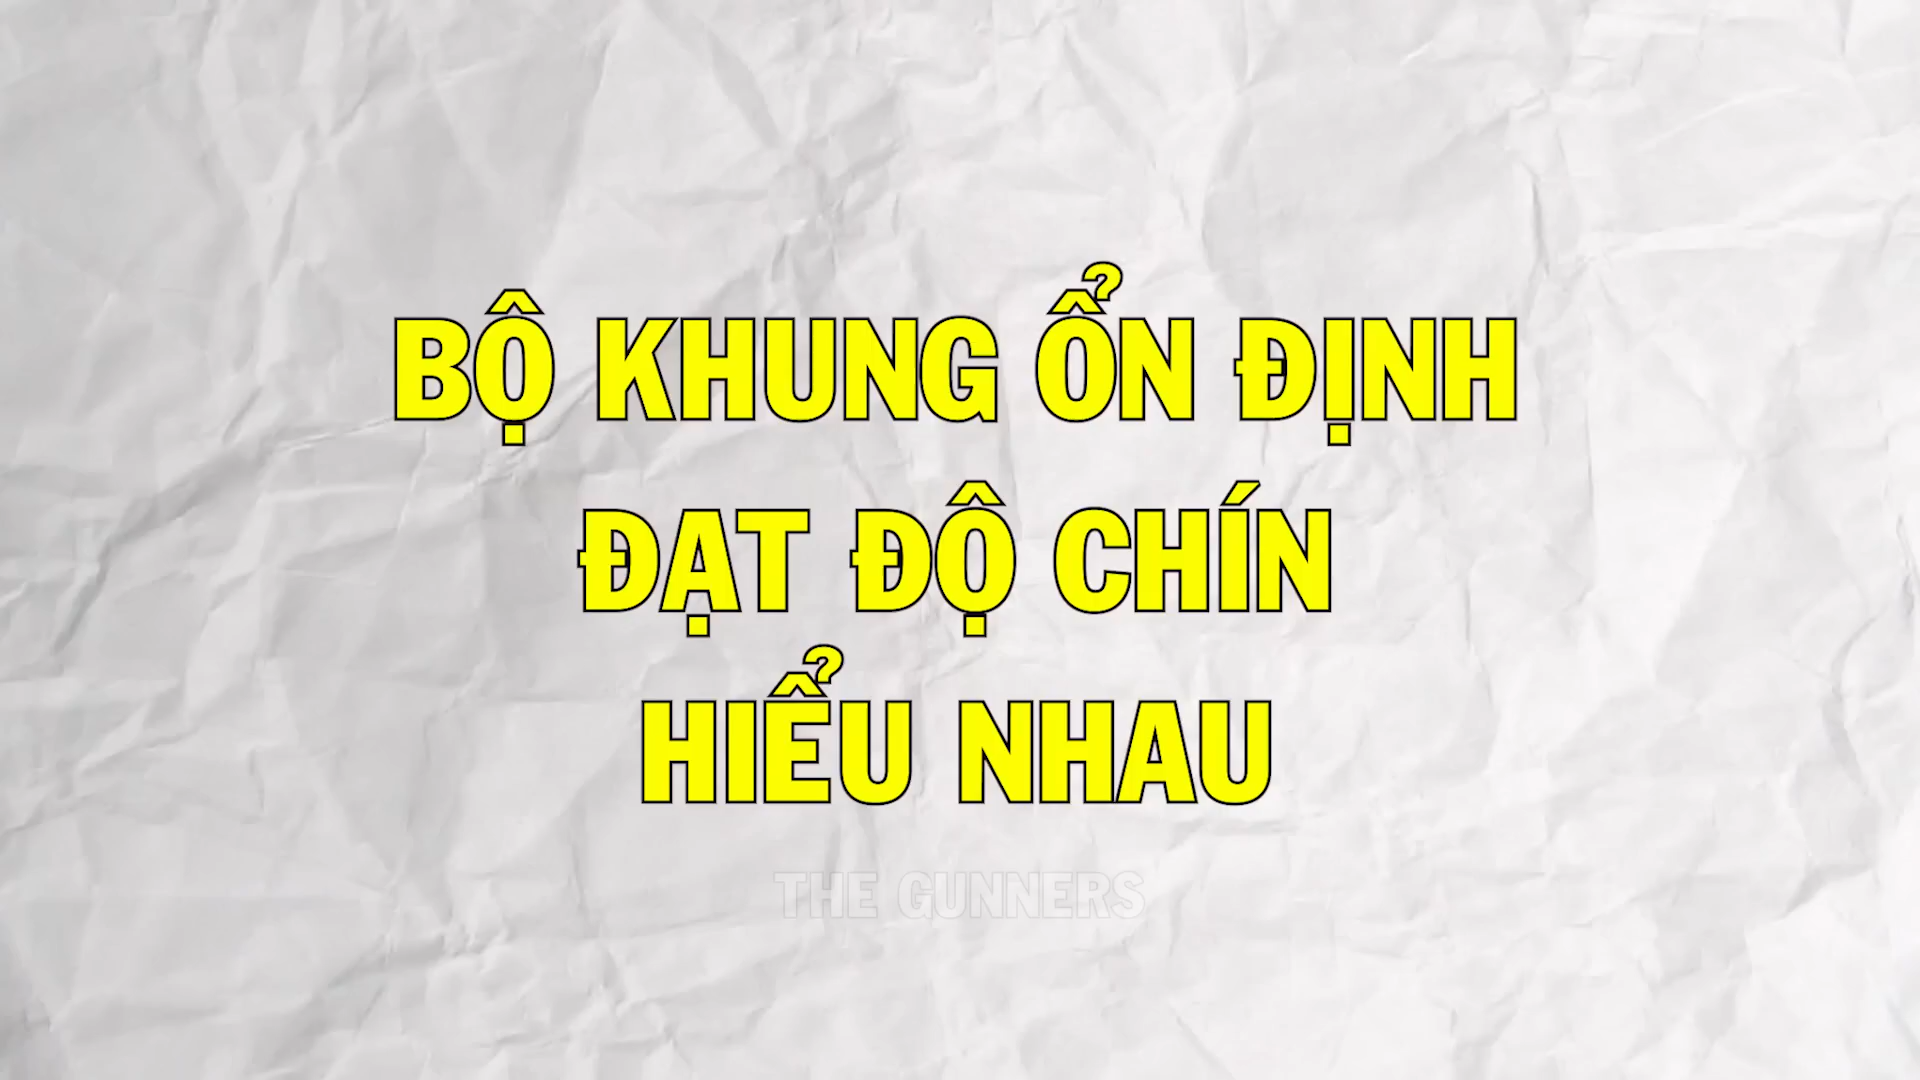 BỘ KHUNG ỔN ĐỊNH
ĐẠT ĐỘ CHÍN
HIỂU NHAU
THE GUNNERS